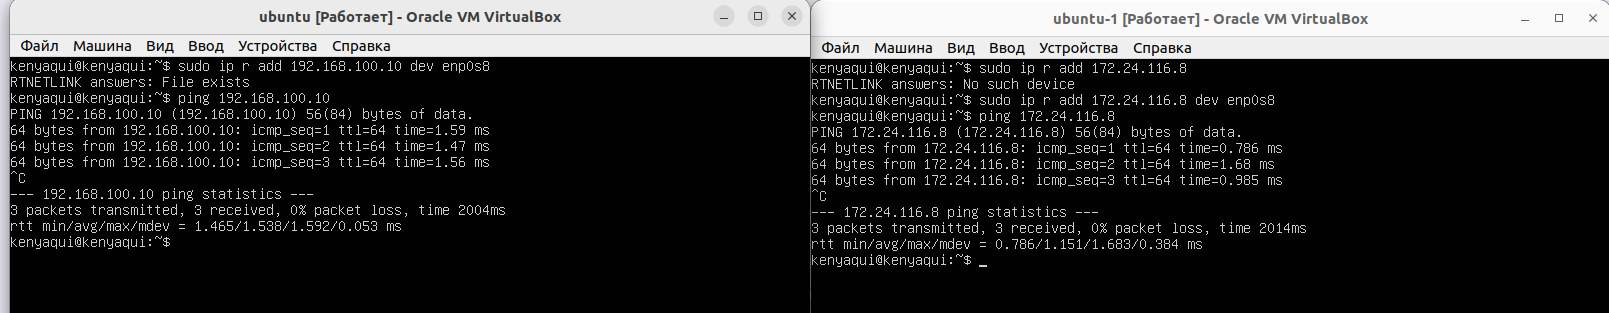 ubuntu [Работает] - Oracle VM VirtualBox
Файл Машина Вид Ввод Устройства Справка
kenyaqui@kenyaqui:~$ sudo ip r add 192.168.100.10 dev enp0s8
RTNETLINK answers: File exists
kenyaqui@kenyaqui:~$ ping 192.168.100.10
PING 192.168.100.10 (192.168.100.10) 56(84) bytes of data.
64 bytes from 192.168.100.10: icmp_seq=1 ttl=64 time=1.59 ms
64 bytes from 192.168.100.10: icmp_seq=2 ttl=64 time=1.47 ms
64 bytes from 192.168.100.10: icmp_seq=3 ttl=64 time=1.56 ms
^C
--- 192.168.100.10 ping statistics ---
3 packets transmitted, 3 received, 0% packet loss, time 2004ms
rtt min/avg/max/mdev = 1.465/1.538/1.592/0.053 ms
kenyaqui@kenyaqui:~$
ubuntu-1 [Работает] - Oracle VM VirtualBox
Файл Машина Вид Ввод Устройства Справка
kenyaqui@kenyaqui:~$ sudo ip r add 172.24.116.8
RTNETLINK answers: No such device
kenyaqui@kenyaqui:~$ sudo ip r add 172.24.116.8 dev enp0s8
kenyaqui@kenyaqui:~$ ping 172.24.116.8
PING 172.24.116.8 (172.24.116.8) 56(84) bytes of data.
64 bytes from 172.24.116.8: icmp_seq=1 ttl=64 time=0.786 ms
64 bytes from 172.24.116.8: icmp_seq=2 ttl=64 time=1.68 ms
64 bytes from 172.24.116.8: icmp_seq=3 ttl=64 time=0.985 ms
^C
--- 172.24.116.8 ping statistics ---
3 packets transmitted, 3 received, 0% packet loss, time 2014ms
rtt min/avg/max/mdev = 0.786/1.151/1.683/0.384 ms
kenyaqui@kenyaqui:~$ _